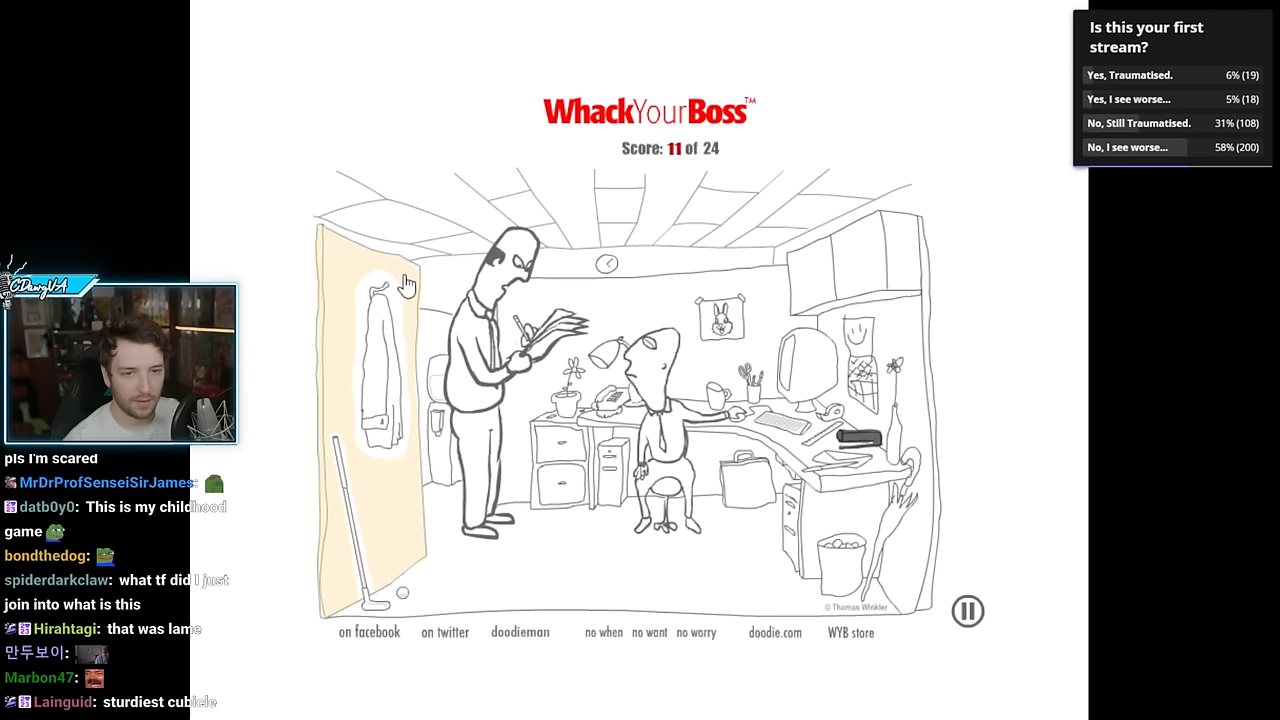 Is this your first
stream?
Yes, Traumatised. 6% (19)
Yes, I see worse... 5% (18)
No, Still Traumatised. 31% (108)
No, I see worse... 58% (200)
WhackYourBoss™
Score: 11 of 24
CDawgVA
pls I'm scared
MrDrProfSenseiSirJames:
datb0y0: This is my childhood
game
bondthedog:
spiderdarkclaw: what tf did I just
join into what is this
Hirahtagi: that was lame
만두보이:
Marbon47:
Lainguid: sturdiest cubicle
© Thomas Winkler
on facebook on twitter doodieman no when no want no worry doodie.com WYB store